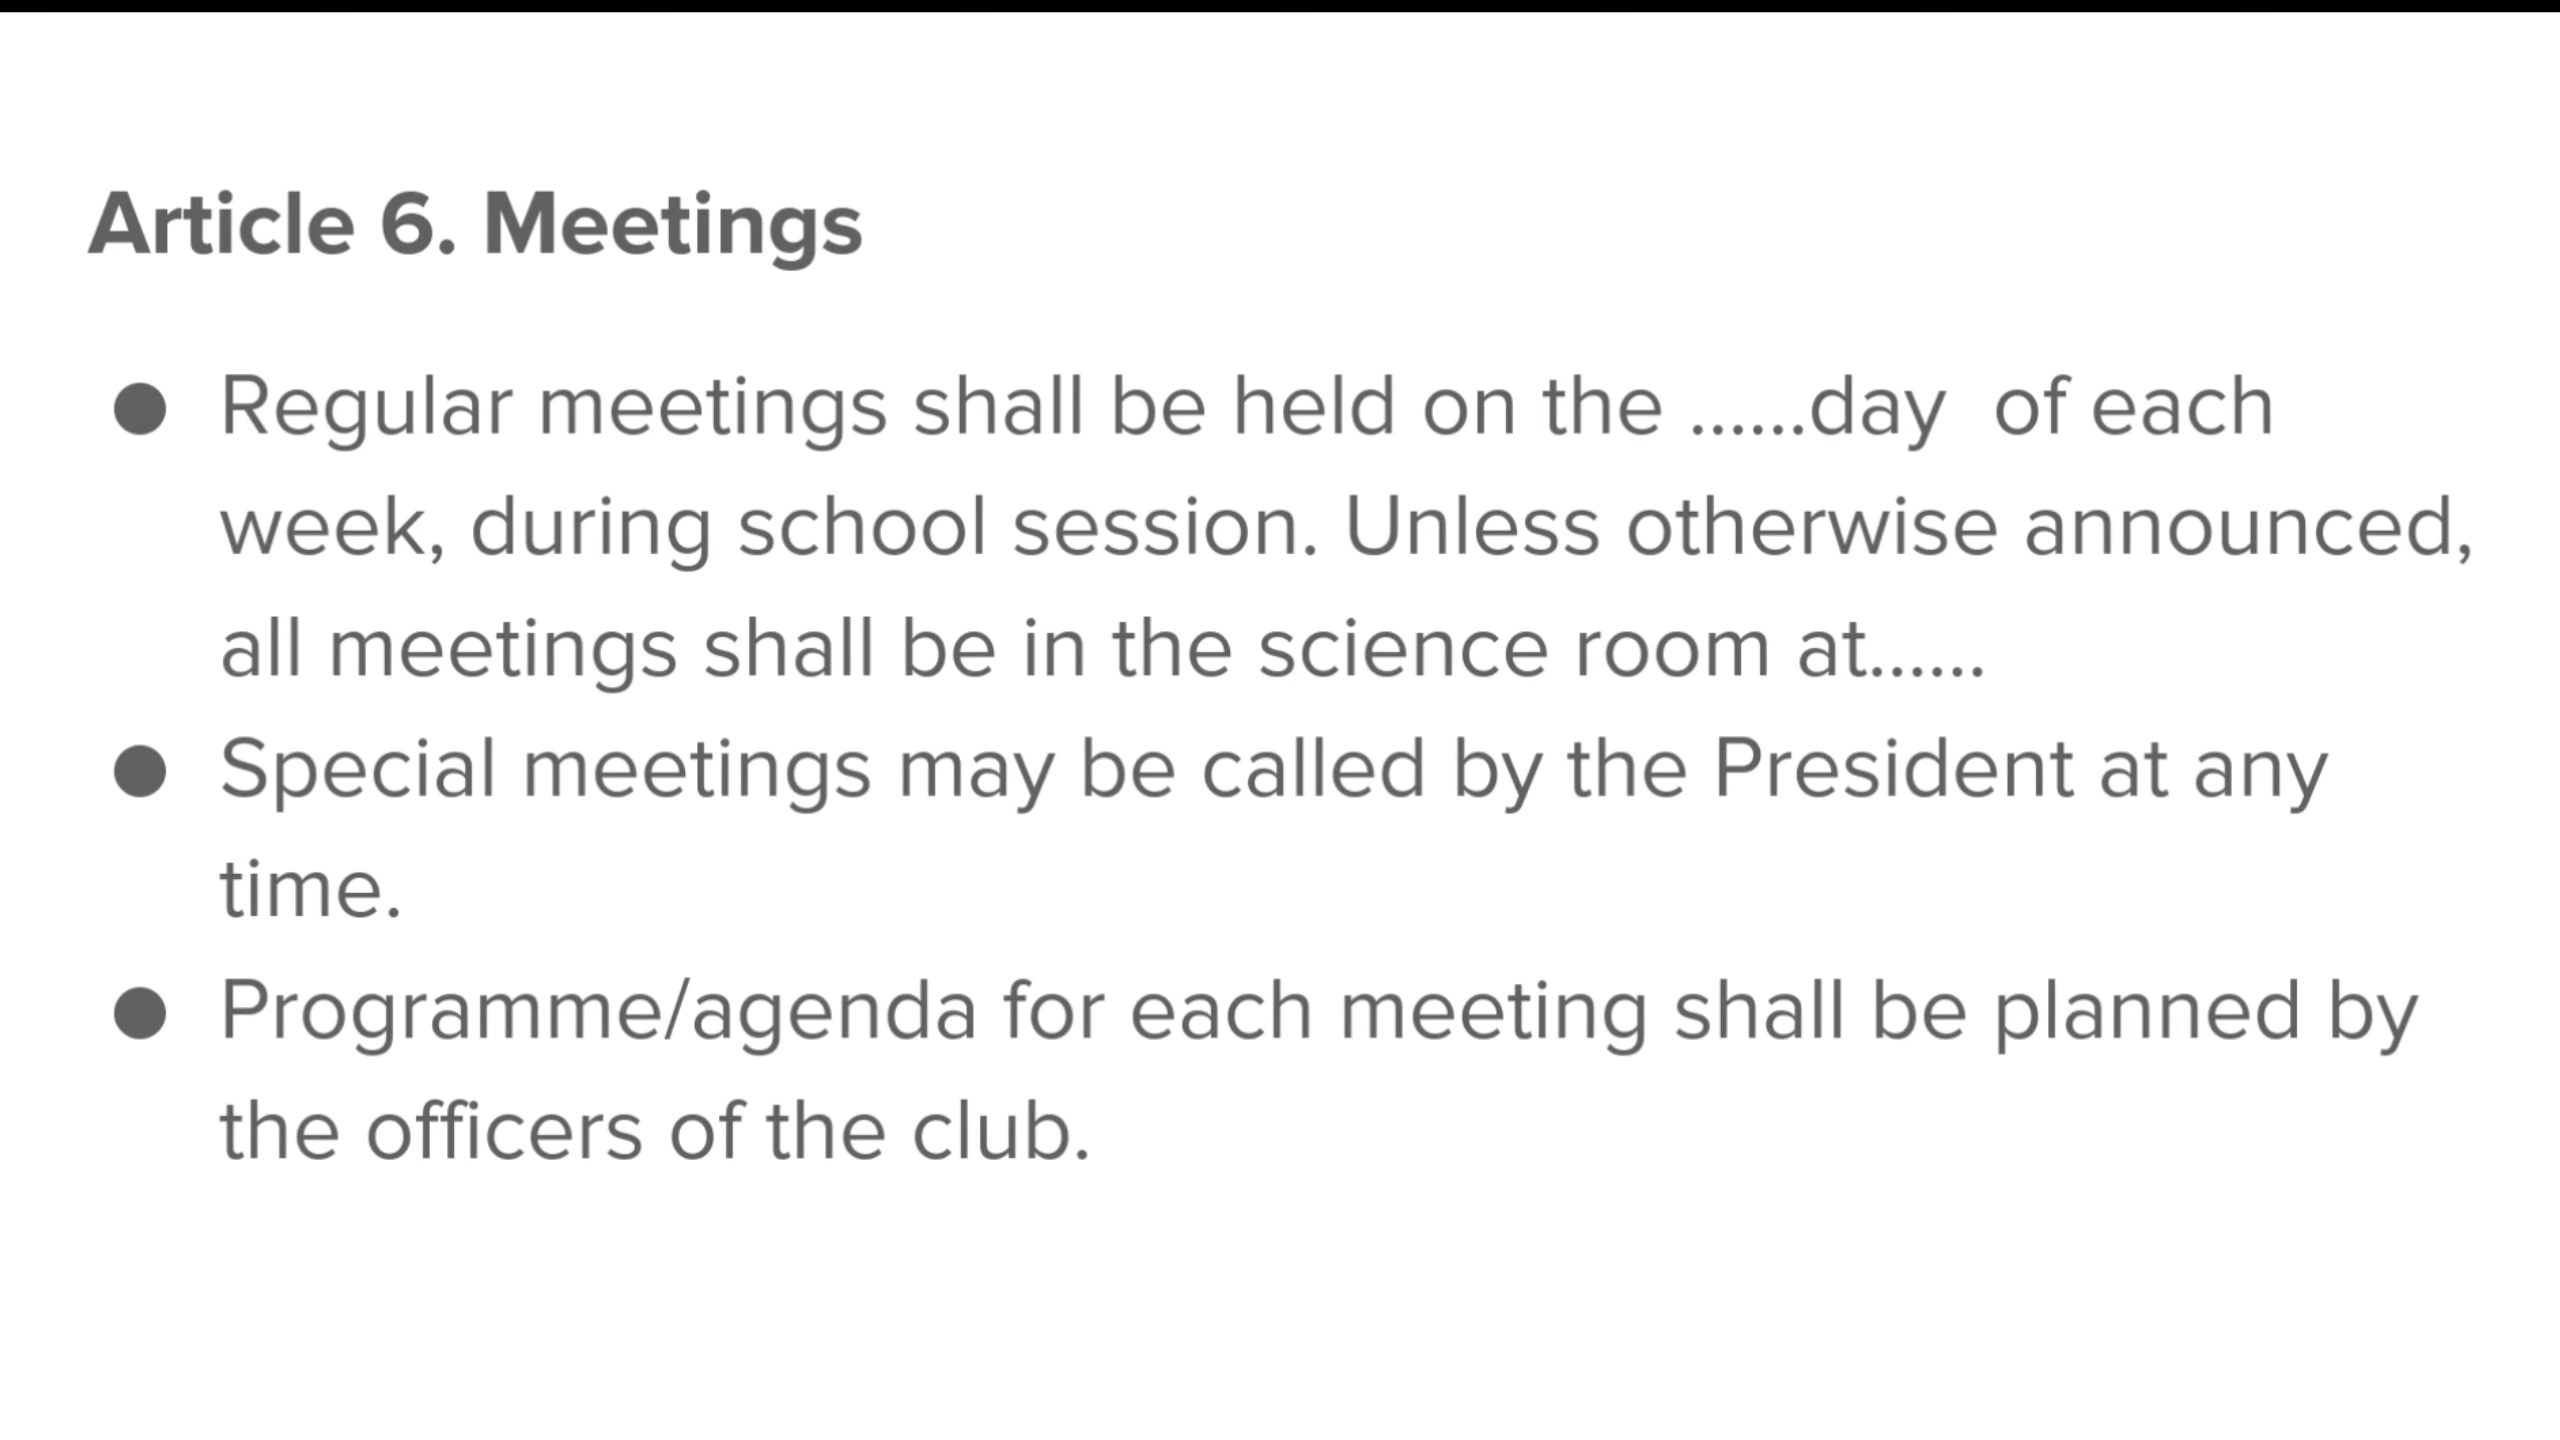 Article 6. Meetings
● Regular meetings shall be held on the ......day  of each
week, during school session. Unless otherwise announced,
all meetings shall be in the science room at......
● Special meetings may be called by the President at any
time.
● Programme/agenda for each meeting shall be planned by
the officers of the club.